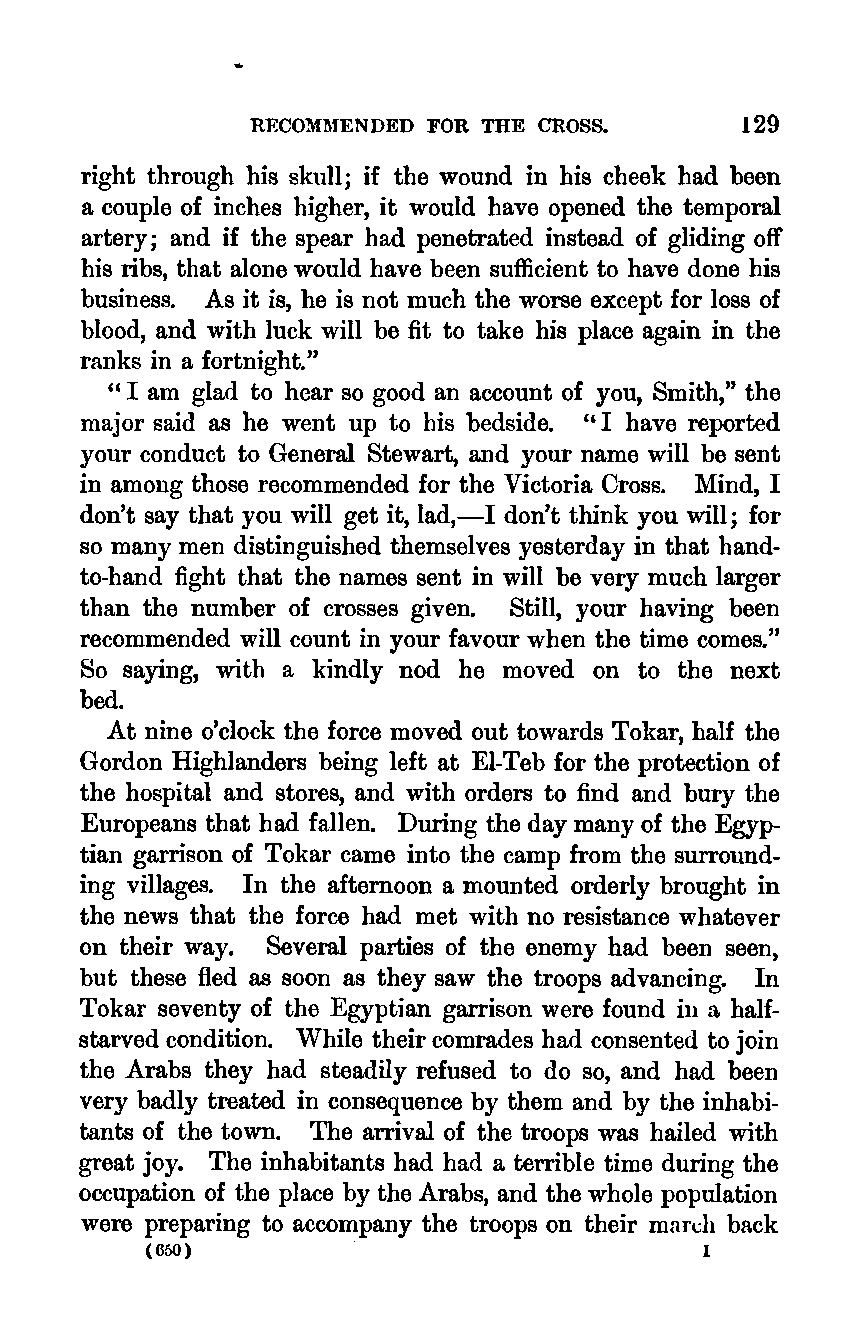 RECOMMENDED FOR THE CROSS. 129
right through his skull; if the wound in his cheek had been
a couple of inches higher, it would have opened the temporal
artery; and if the spear had penetrated instead of gliding off
his ribs, that alone would have been sufficient to have done his
business. As it is, he is not much the worse except for loss of
blood, and with luck will be fit to take his place again in the
ranks in a fortnight.”
“I am glad to hear so good an account of you, Smith,” the
major said as he went up to his bedside. “I have reported
your conduct to General Stewart, and your name will be sent
in among those recommended for the Victoria Cross. Mind, I
don’t say that you will get it, lad,—I don’t think you will; for
so many men distinguished themselves yesterday in that hand-
to-hand fight that the names sent in will be very much larger
than the number of crosses given. Still, your having been
recommended will count in your favour when the time comes.”
So saying, with a kindly nod he moved on to the next
bed.
At nine o’clock the force moved out towards Tokar, half the
Gordon Highlanders being left at El-Teb for the protection of
the hospital and stores, and with orders to find and bury the
Europeans that had fallen. During the day many of the Egyp-
tian garrison of Tokar came into the camp from the surround-
ing villages. In the afternoon a mounted orderly brought in
the news that the force had met with no resistance whatever
on their way. Several parties of the enemy had been seen,
but these fled as soon as they saw the troops advancing. In
Tokar seventy of the Egyptian garrison were found in a half-
starved condition. While their comrades had consented to join
the Arabs they had steadily refused to do so, and had been
very badly treated in consequence by them and by the inhabi-
tants of the town. The arrival of the troops was hailed with
great joy. The inhabitants had had a terrible time during the
occupation of the place by the Arabs, and the whole population
were preparing to accompany the troops on their march back
(650) I